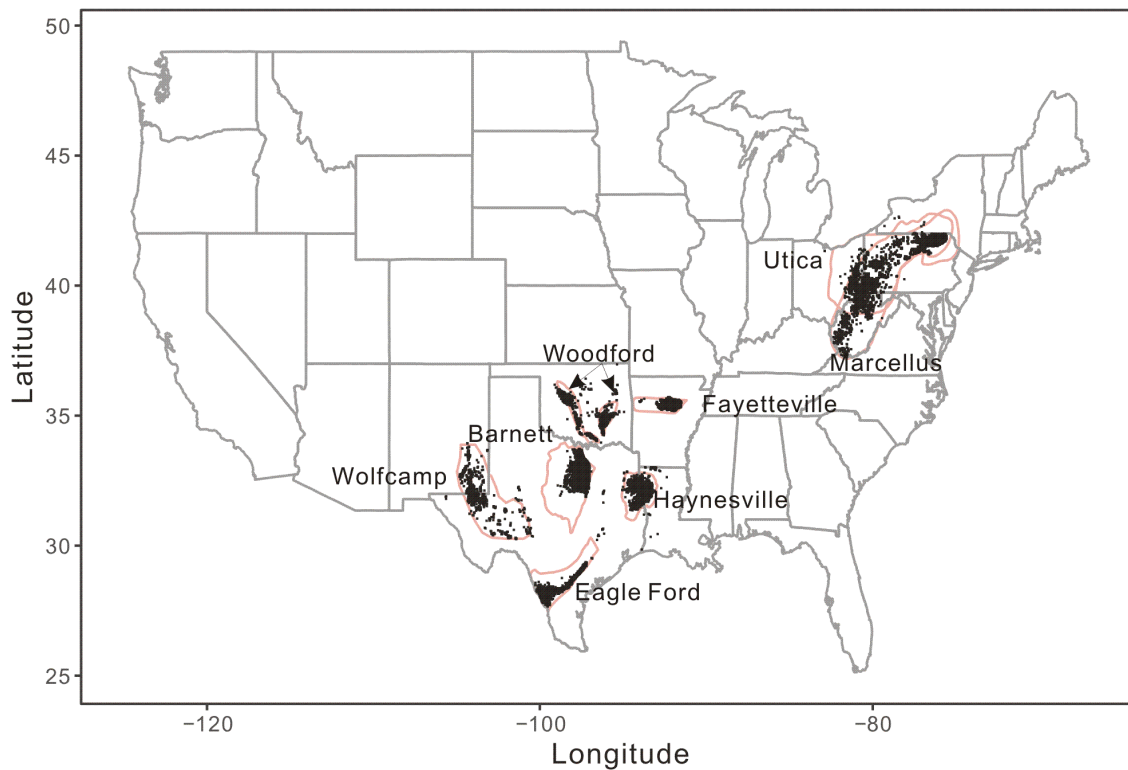 50
45
40
35
30
25
Latitude
Utica
Marcellus
Woodford
Fayetteville
Barnett
Wolfcamp
Haynesville
Eagle Ford
−120
−100
−80
Longitude